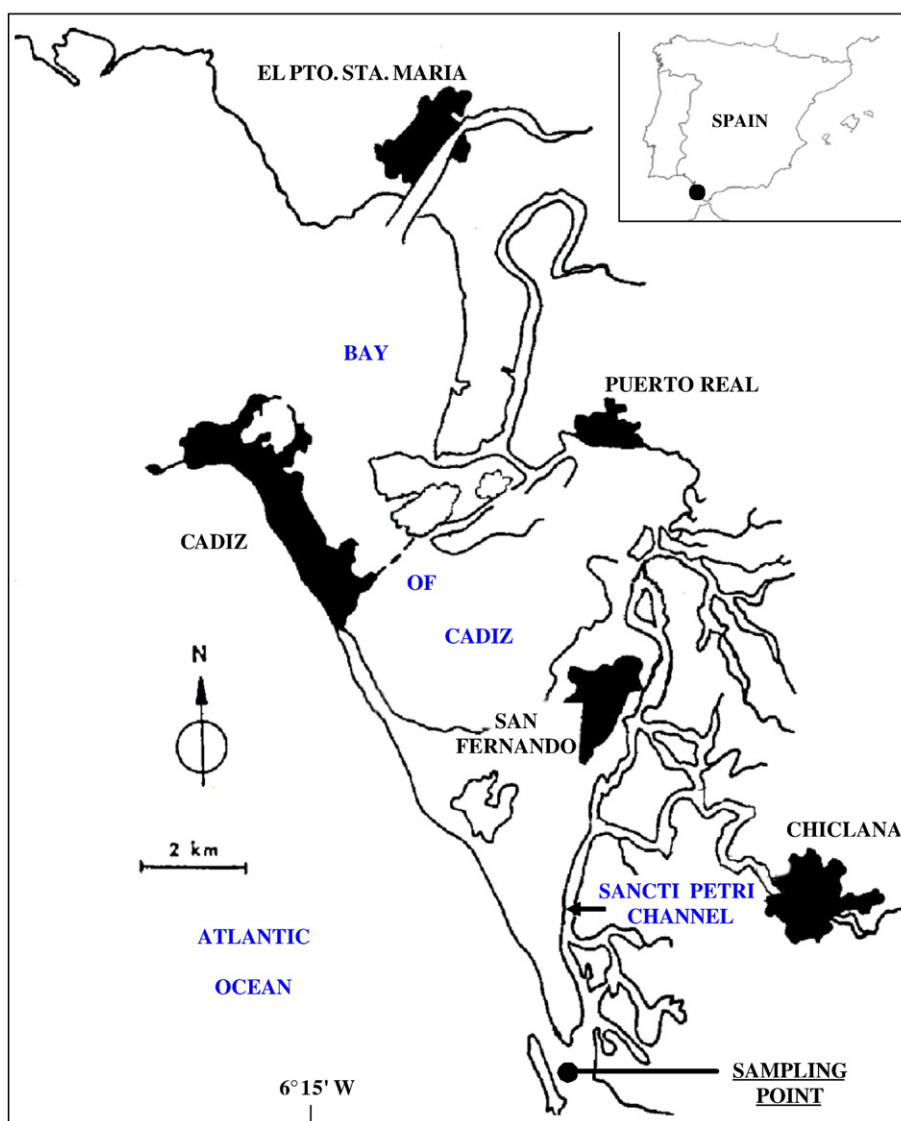 EL PTO. STA. MARIA
SPAIN
BAY
PUERTO REAL
CADIZ
OF
CADIZ
N
SAN
FERNANDO
2 km
CHICLANA
SANCTI PETRI
CHANNEL
ATLANTIC
OCEAN
SAMPLING
POINT
6°15' W